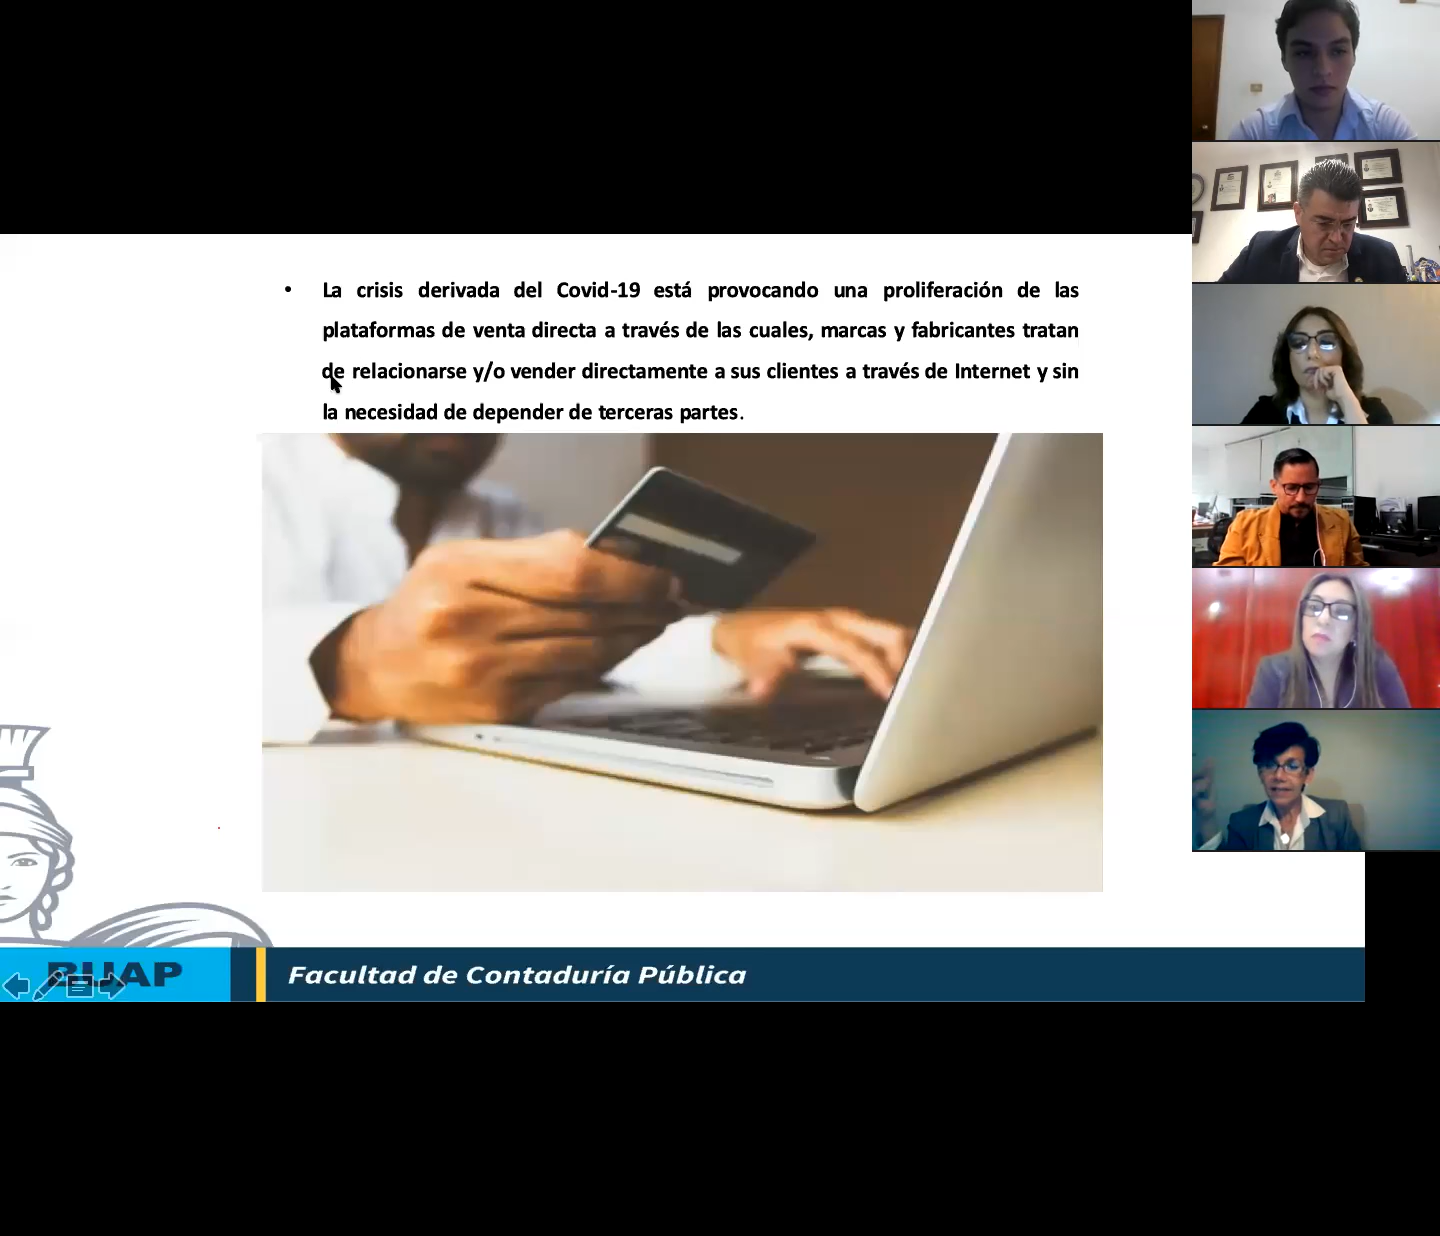 • La crisis derivada del Covid-19 está provocando una proliferación de las
plataformas de venta directa a través de las cuales, marcas y fabricantes tratan
de relacionarse y/o vender directamente a sus clientes a través de Internet y sin
la necesidad de depender de terceras partes.
BUAP
Facultad de Contaduría Pública